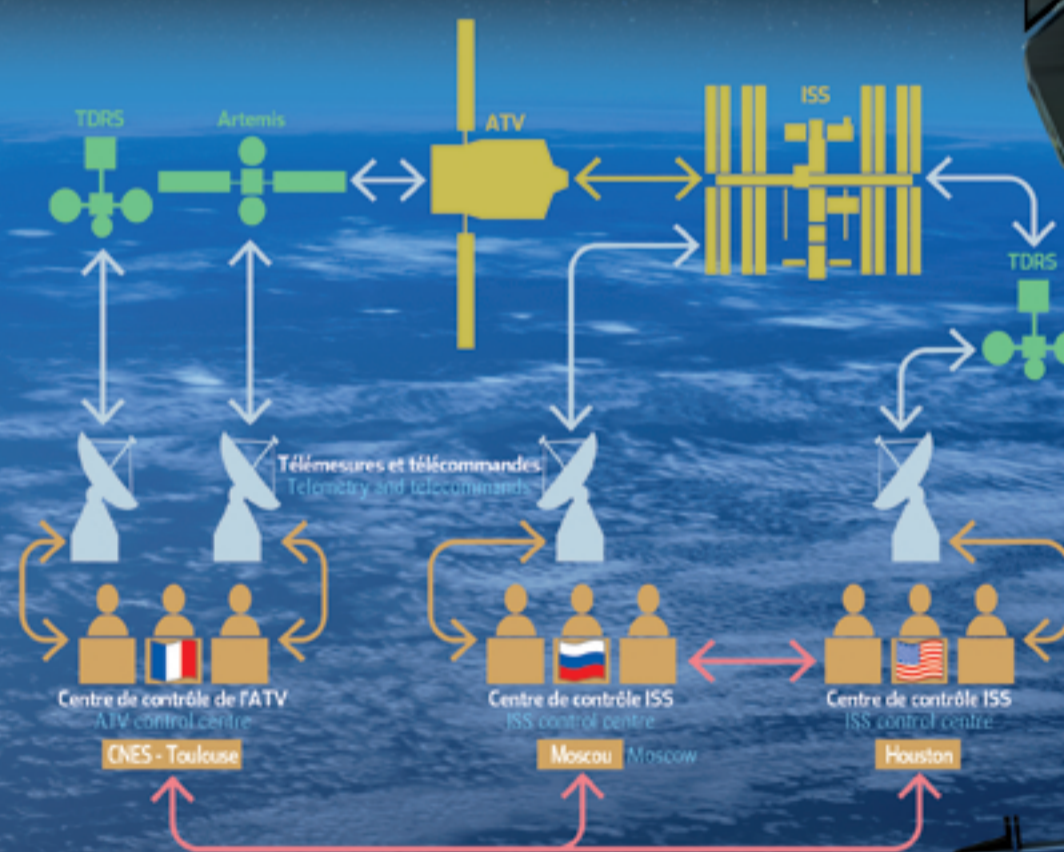 TDRS
Artemis
ATV
ISS
TDRS
Télémesures et télécommandes
Telemetry and telecommands
Centre de contrôle de l'ATV
ATV control centre
CNES - Toulouse
Centre de contrôle ISS
ISS control centre
Moscou Moscow
Centre de contrôle ISS
ISS control centre
Houston